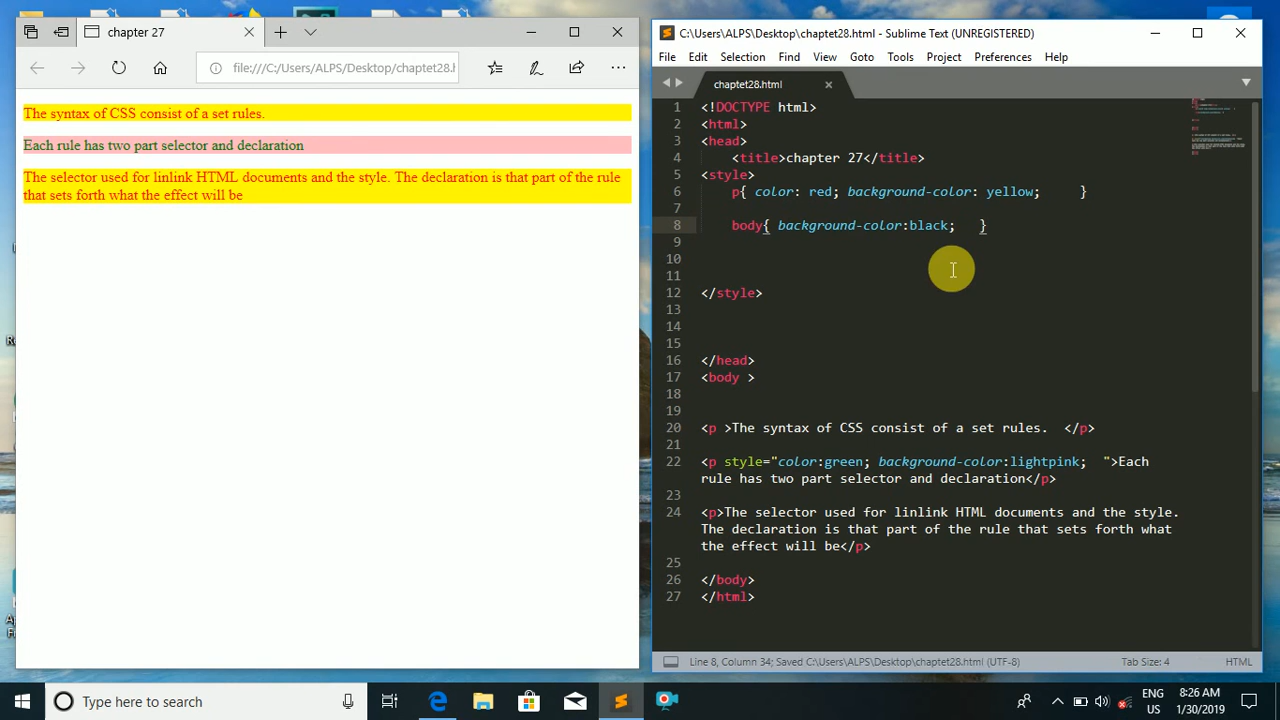 chapter 27
file:///C:/Users/ALPS/Desktop/chaptet28.h
The syntax of CSS consist of a set rules.
Each rule has two part selector and declaration
The selector used for linlink HTML documents and the style. The declaration is that part of the rule
that sets forth what the effect will be
C:\Users\ALPS\Desktop\chaptet28.html - Sublime Text (UNREGISTERED)
File Edit Selection Find View Goto Tools Project Preferences Help
chaptet28.html
1 <!DOCTYPE html>
2 <html>
3 <head>
4 <title>chapter 27</title>
5 <style>
6 p{ color: red; background-color: yellow; }
7
8 body{ background-color:black; }
9
10
11
12 </style>
13
14
15
16 </head>
17 <body >
18
19
20 <p >The syntax of CSS consist of a set rules. </p>
21
22 <p style="color:green; background-color:lightpink; ">Each
rule has two part selector and declaration</p>
23
24 <p>The selector used for linlink HTML documents and the style.
The declaration is that part of the rule that sets forth what
the effect will be</p>
25
26 </body>
27 </html>
Line 8, Column 34; Saved C:\Users\ALPS\Desktop\chaptet28.html (UTF-8) Tab Size: 4 HTML
Type here to search
ENG
US
8:26 AM
1/30/2019